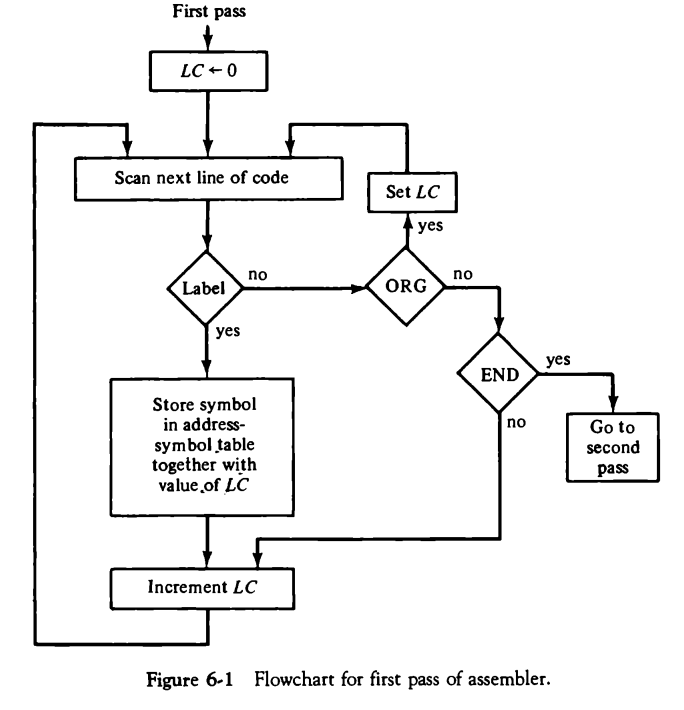 First pass
LC ← 0
Scan next line of code
Set LC
yes
Label
no
ORG
no
yes
END
yes
no
Store symbol
in address-
symbol table
together with
value of LC
Go to
second
pass
Increment LC
Figure 6-1 Flowchart for first pass of assembler.